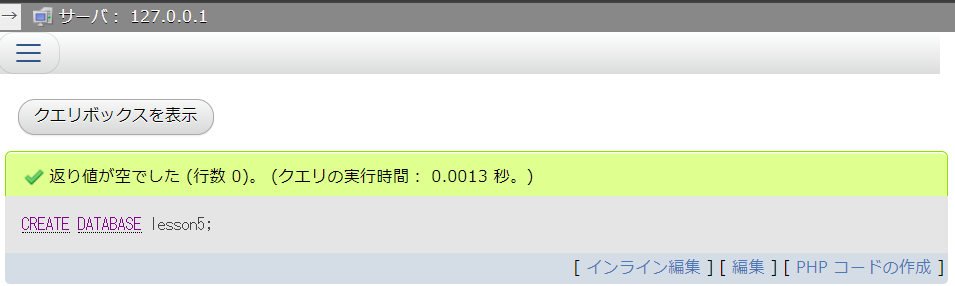 → サーバ： 127.0.0.1
クエリボックスを表示
返り値が空でした (行数 0)。 (クエリの実行時間： 0.0013 秒。)
CREATE DATABASE lesson5;
[ インライン編集 ] [ 編集 ] [ PHP コードの作成 ]